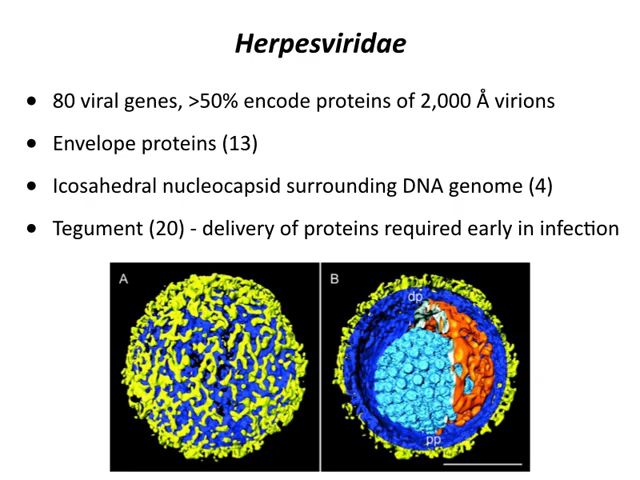 Herpesviridae
• 80 viral genes, >50% encode proteins of 2,000 Å virions
• Envelope proteins (13)
• Icosahedral nucleocapsid surrounding DNA genome (4)
• Tegument (20) - delivery of proteins required early in infection
A B
dp
pp